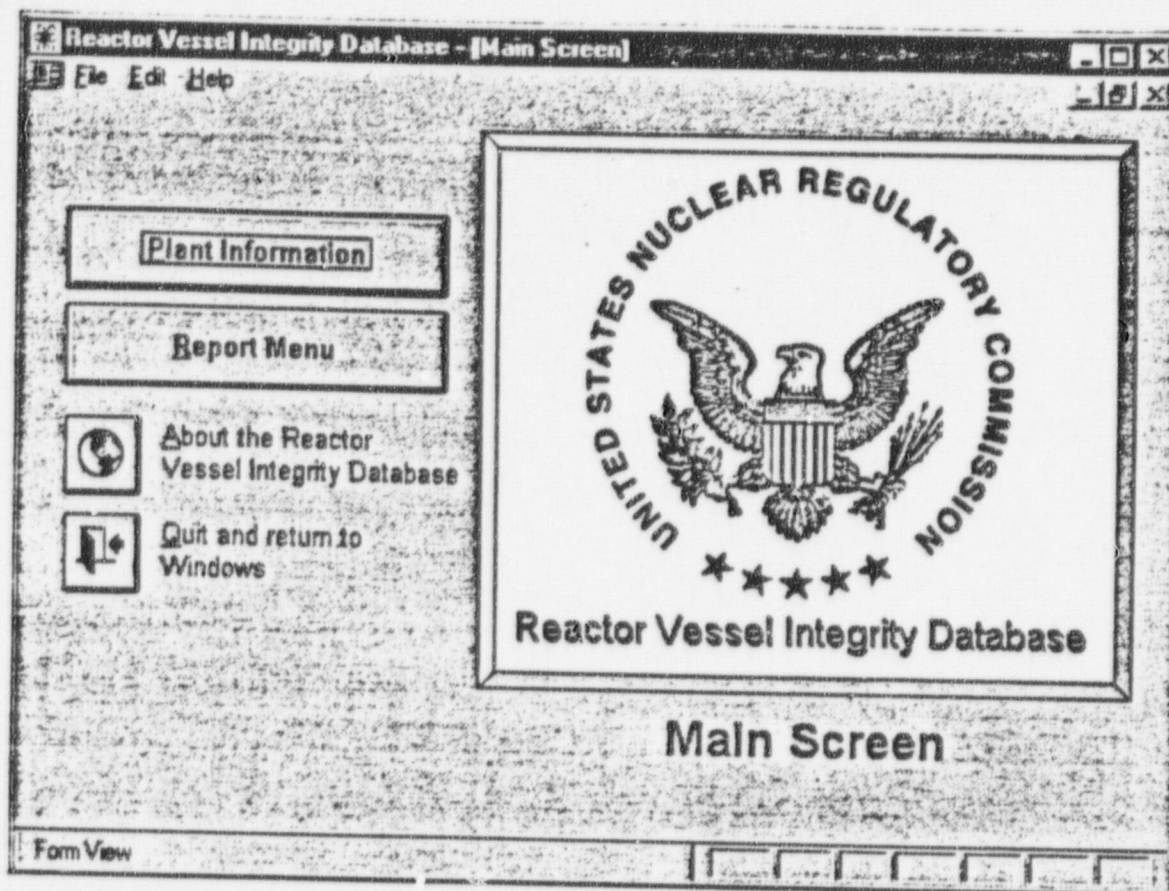 Reactor Vessel Integrity Database - [Main Screen]
File Edit Help
Plant Information
Report Menu
About the Reactor
Vessel Integrity Database
Quit and return to
Windows
UNITED STATES NUCLEAR REGULATORY COMMISSION
Reactor Vessel Integrity Database
Main Screen
Form View